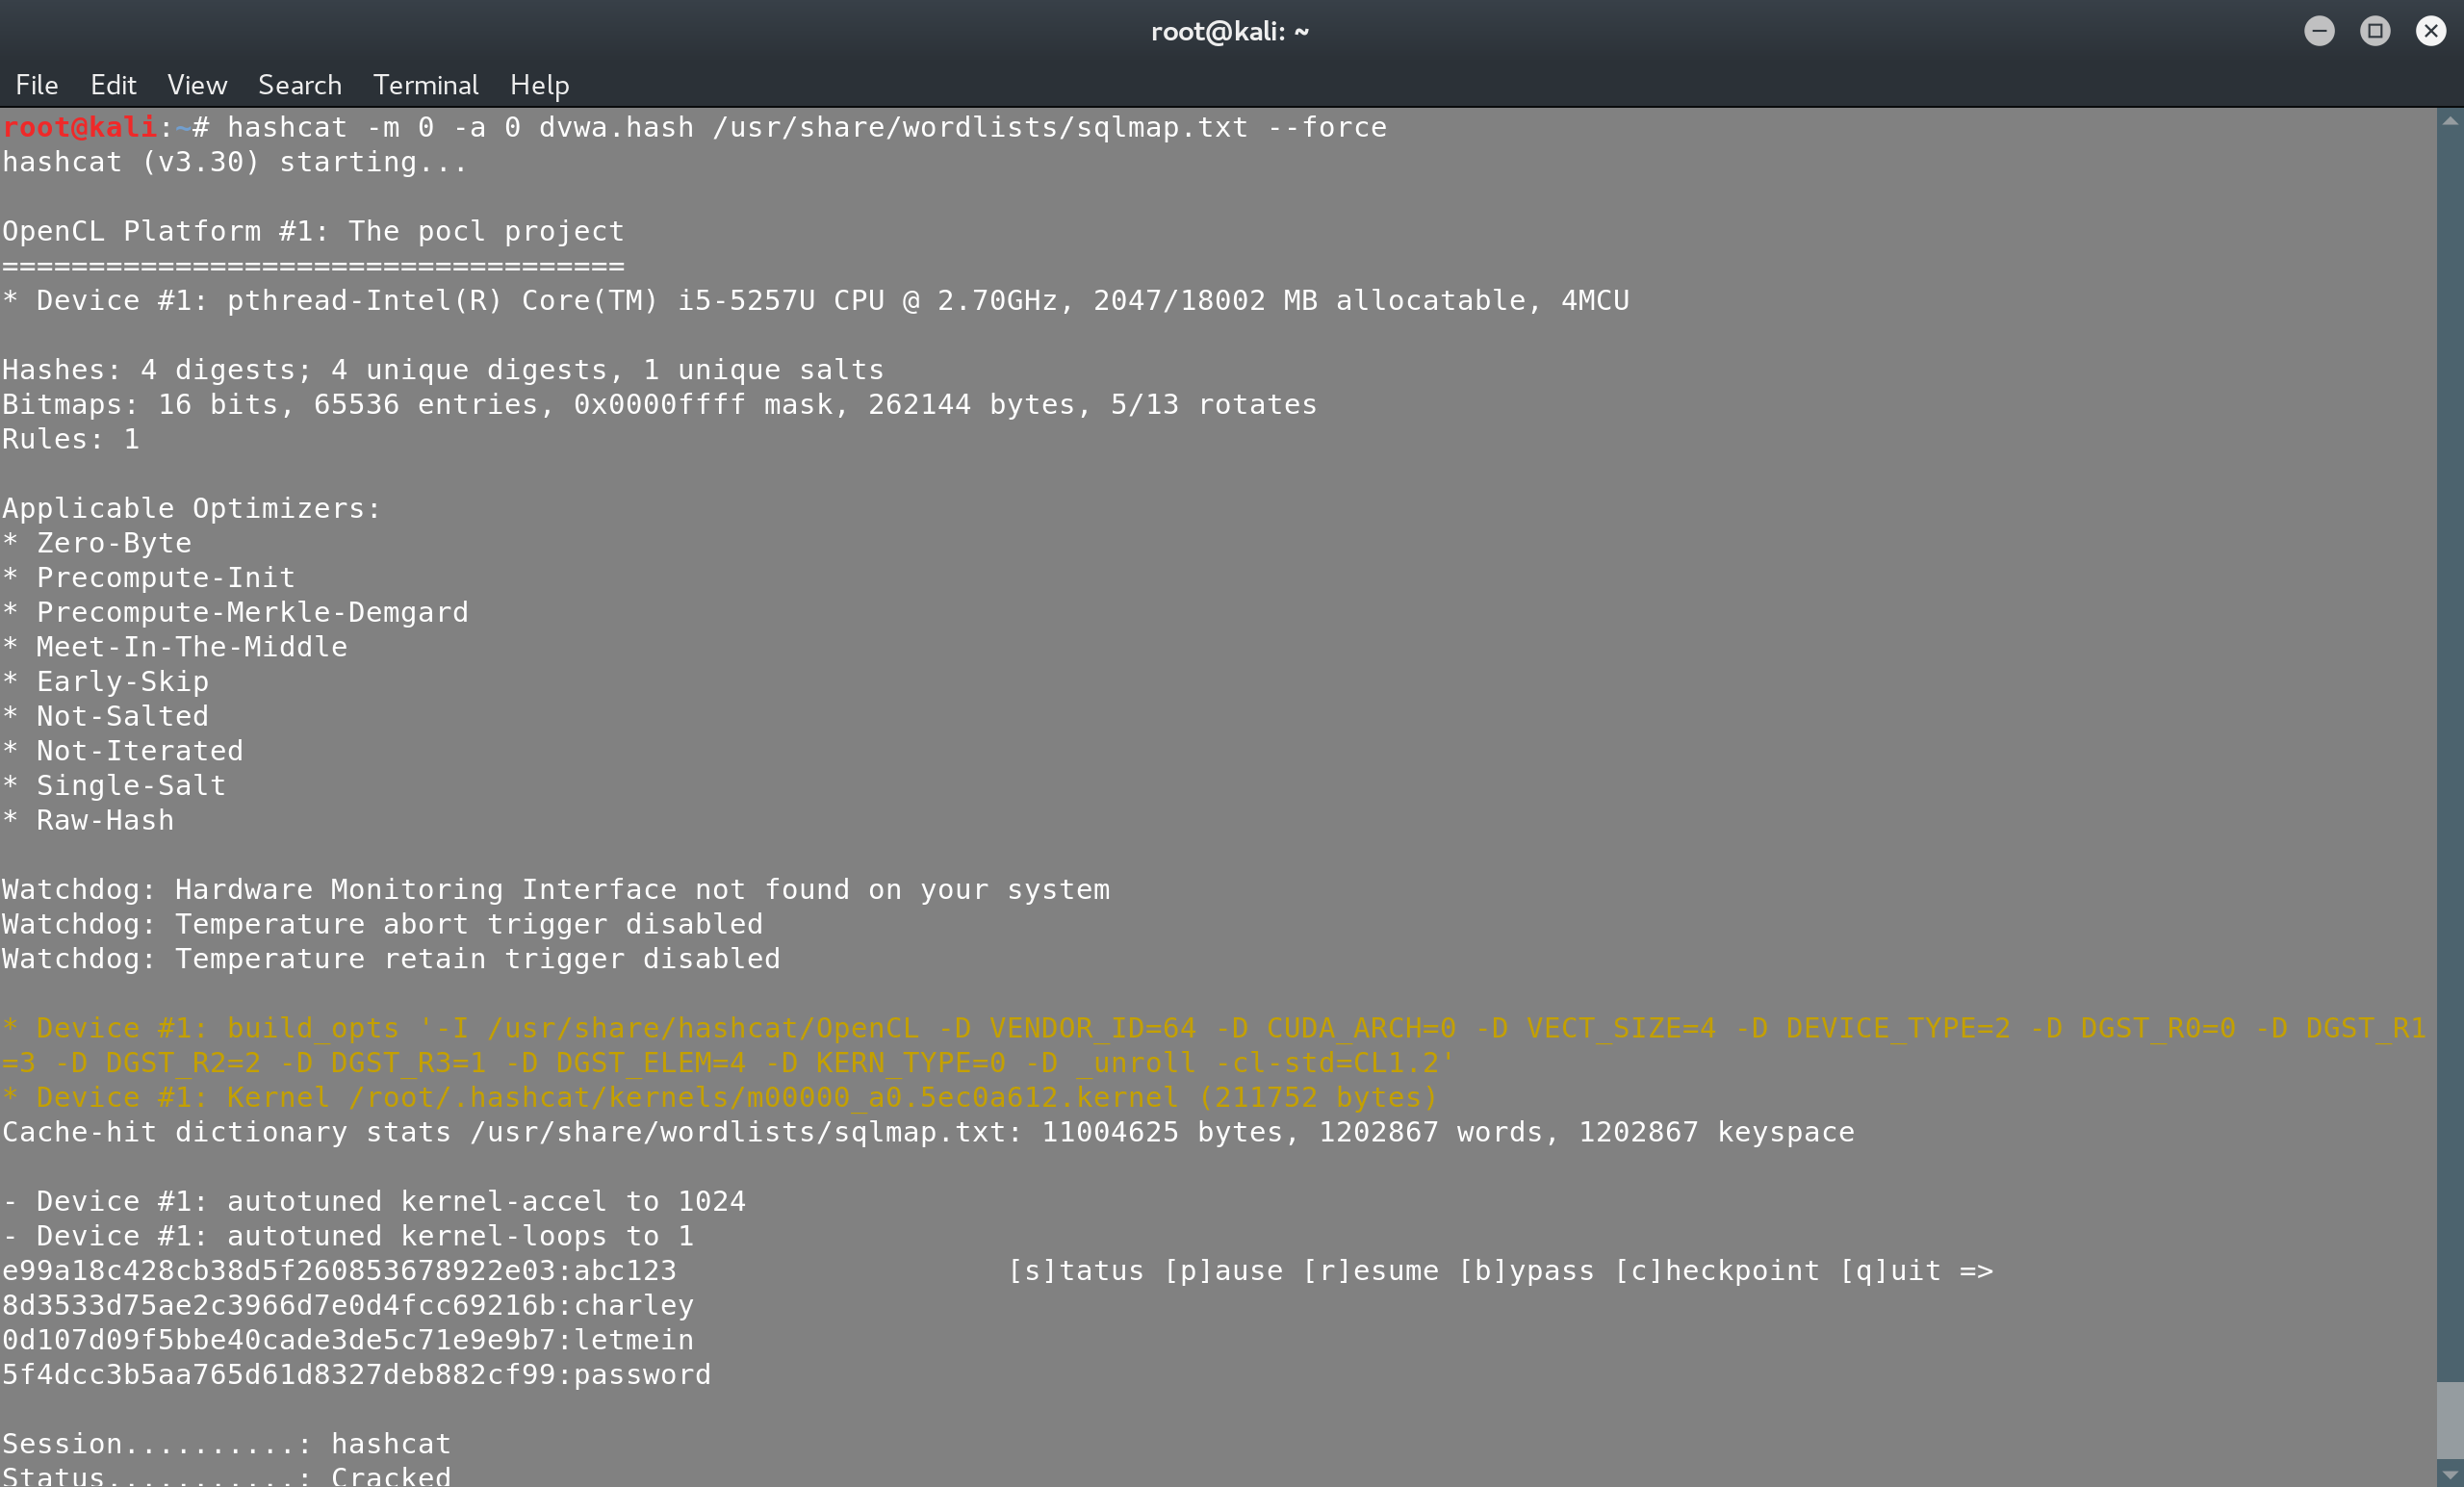 root@kali: ~
File Edit View Search Terminal Help
root@kali:~# hashcat -m 0 -a 0 dvwa.hash /usr/share/wordlists/sqlmap.txt --force
hashcat (v3.30) starting...
OpenCL Platform #1: The pocl project
====================================
* Device #1: pthread-Intel(R) Core(TM) i5-5257U CPU @ 2.70GHz, 2047/18002 MB allocatable, 4MCU
Hashes: 4 digests; 4 unique digests, 1 unique salts
Bitmaps: 16 bits, 65536 entries, 0x0000ffff mask, 262144 bytes, 5/13 rotates
Rules: 1
Applicable Optimizers:
* Zero-Byte
* Precompute-Init
* Precompute-Merkle-Demgard
* Meet-In-The-Middle
* Early-Skip
* Not-Salted
* Not-Iterated
* Single-Salt
* Raw-Hash
Watchdog: Hardware Monitoring Interface not found on your system
Watchdog: Temperature abort trigger disabled
Watchdog: Temperature retain trigger disabled
* Device #1: build_opts '-I /usr/share/hashcat/OpenCL -D VENDOR_ID=64 -D CUDA_ARCH=0 -D VECT_SIZE=4 -D DEVICE_TYPE=2 -D DGST_R0=0 -D DGST_R1
=3 -D DGST_R2=2 -D DGST_R3=1 -D DGST_ELEM=4 -D KERN_TYPE=0 -D _unroll -cl-std=CL1.2'
* Device #1: Kernel /root/.hashcat/kernels/m00000_a0.5ec0a612.kernel (211752 bytes)
Cache-hit dictionary stats /usr/share/wordlists/sqlmap.txt: 11004625 bytes, 1202867 words, 1202867 keyspace
- Device #1: autotuned kernel-accel to 1024
- Device #1: autotuned kernel-loops to 1
e99a18c428cb38d5f260853678922e03:abc123                   [s]tatus [p]ause [r]esume [b]ypass [c]heckpoint [q]uit =>
8d3533d75ae2c3966d7e0d4fcc69216b:charley
0d107d09f5bbe40cade3de5c71e9e9b7:letmein
5f4dcc3b5aa765d61d8327deb882cf99:password
Session..........: hashcat
Status...........: Cracked